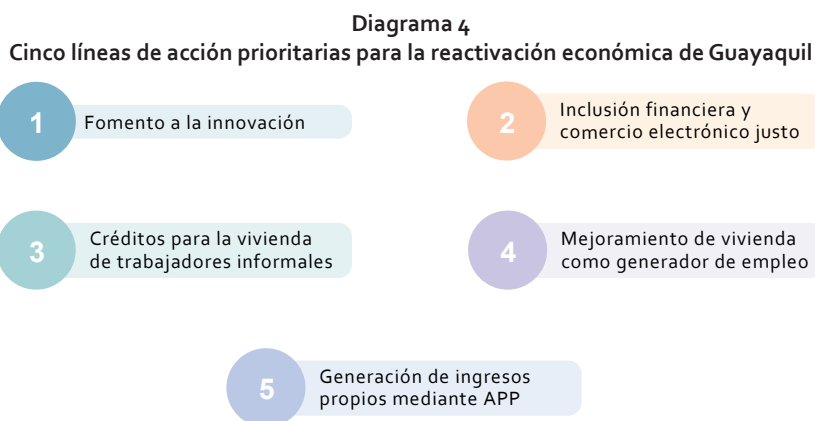 Diagrama 4
Cinco líneas de acción prioritarias para la reactivación económica de Guayaquil
1
Fomento a la innovación
2
Inclusión financiera y
comercio electrónico justo
3
Créditos para la vivienda
de trabajadores informales
4
Mejoramiento de vivienda
como generador de empleo
5
Generación de ingresos
propios mediante APP